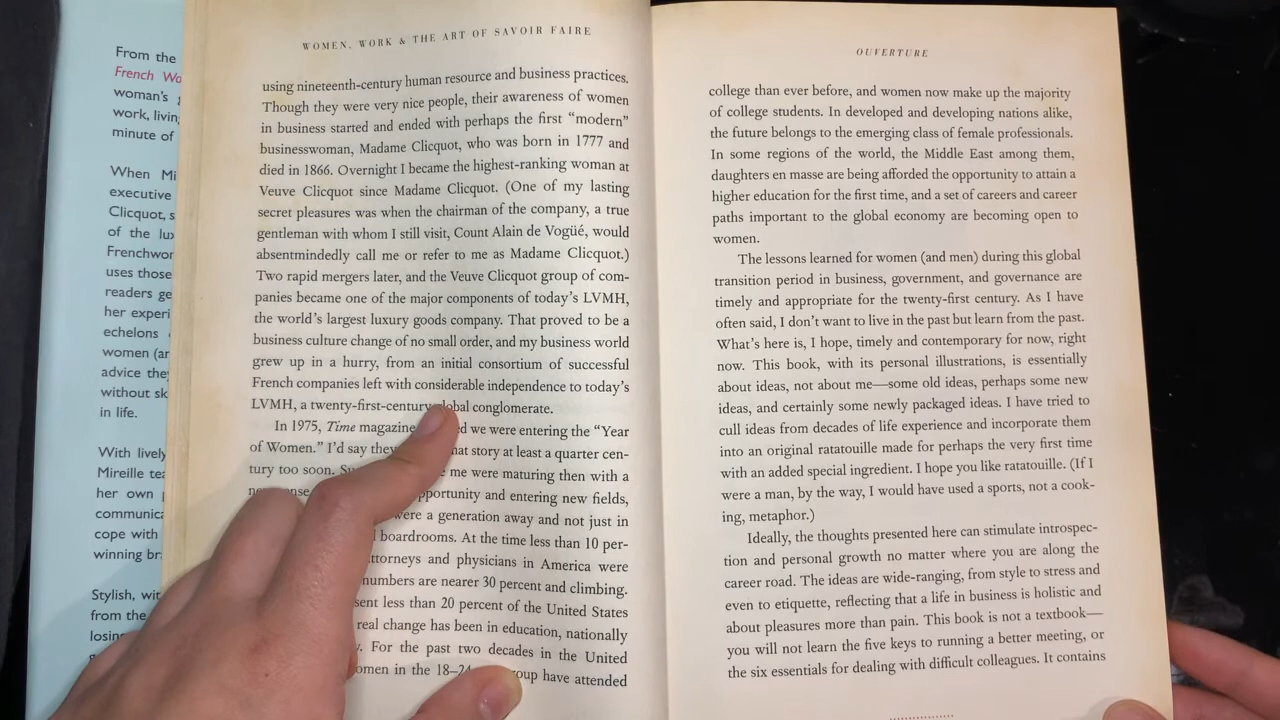 From the
French Wo
woman's
work, living
minute of
When Mi
executive
Clicquot, s
of the lux
Frenchwor
uses those
readers ge
her experi
echelons
women (ar
advice they
without sk
in life.
With lively
Mireille tea
her own
communica
cope with
winning br
Stylish, wit
from the
losing
WOMEN, WORK & THE ART OF SAVOIR FAIRE
using nineteenth-century human resource and business practices.
Though they were very nice people, their awareness of women
in business started and ended with perhaps the first "modern"
businesswoman, Madame Clicquot, who was born in 1777 and
died in 1866. Overnight I became the highest-ranking woman at
Veuve Clicquot since Madame Clicquot. (One of my lasting
secret pleasures was when the chairman of the company, a true
gentleman with whom I still visit, Count Alain de Vogüé, would
absentmindedly call me or refer to me as Madame Clicquot.)
Two rapid mergers later, and the Veuve Clicquot group of com-
panies became one of the major components of today's LVMH,
the world's largest luxury goods company. That proved to be a
business culture change of no small order, and my business world
grew up in a hurry, from an initial consortium of successful
French companies left with considerable independence to today's
LVMH, a twenty-first-century global conglomerate.
In 1975, Time magazine we were entering the "Year
of Women." I'd say they hat story at least a quarter cen-
tury too soon. me were maturing then with a
opportunity and entering new fields,
were a generation away and not just in
boardrooms. At the time less than 10 per-
ttorneys and physicians in America were
numbers are nearer 30 percent and climbing.
sent less than 20 percent of the United States
real change has been in education, nationally
For the past two decades in the United
omen in the 18–24 oup have attended
OUVERTURE
college than ever before, and women now make up the majority
of college students. In developed and developing nations alike,
the future belongs to the emerging class of female professionals.
In some regions of the world, the Middle East among them,
daughters en masse are being afforded the opportunity to attain a
higher education for the first time, and a set of careers and career
paths important to the global economy are becoming open to
women.
The lessons learned for women (and men) during this global
transition period in business, government, and governance are
timely and appropriate for the twenty-first century. As I have
often said, I don't want to live in the past but learn from the past.
What's here is, I hope, timely and contemporary for now, right
now. This book, with its personal illustrations, is essentially
about ideas, not about me—some old ideas, perhaps some new
ideas, and certainly some newly packaged ideas. I have tried to
cull ideas from decades of life experience and incorporate them
into an original ratatouille made for perhaps the very first time
with an added special ingredient. I hope you like ratatouille. (If I
were a man, by the way, I would have used a sports, not a cook-
ing, metaphor.)
Ideally, the thoughts presented here can stimulate introspec-
tion and personal growth no matter where you are along the
career road. The ideas are wide-ranging, from style to stress and
even to etiquette, reflecting that a life in business is holistic and
about pleasures more than pain. This book is not a textbook—
you will not learn the five keys to running a better meeting, or
the six essentials for dealing with difficult colleagues. It contains